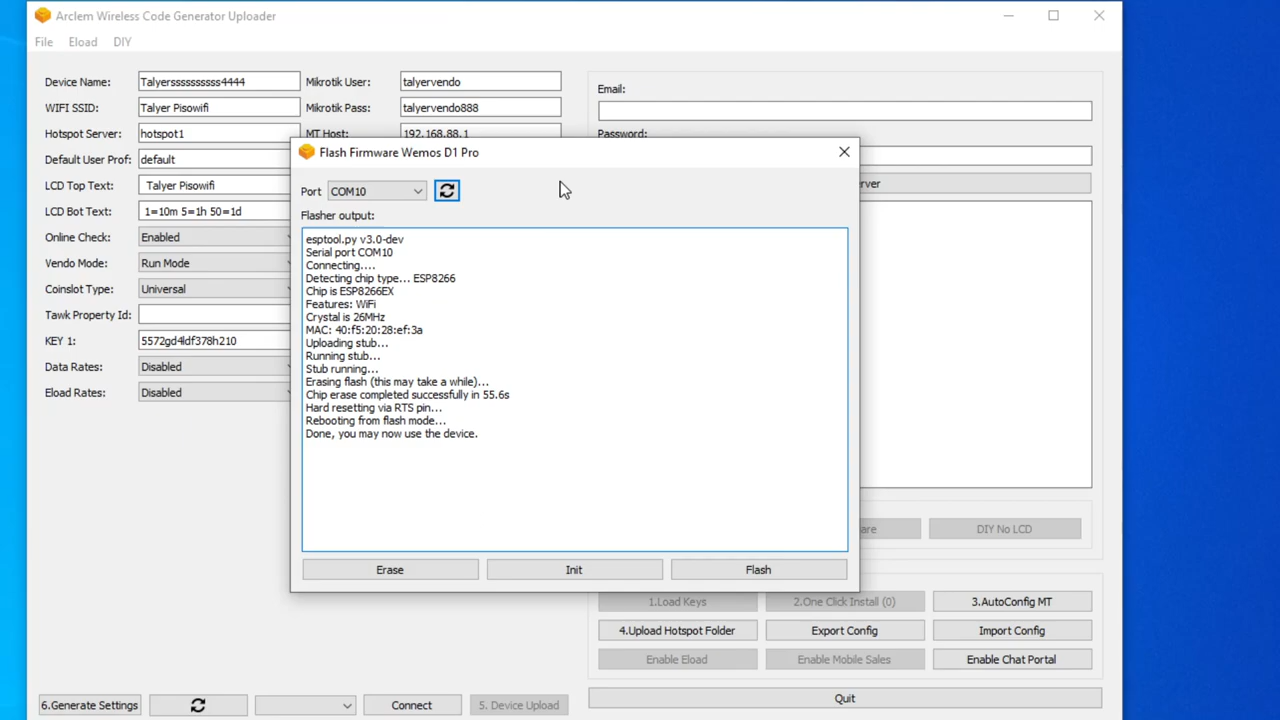 Arclem Wireless Code Generator Uploader
File Eload DIY
Device Name: Talyerssssssssss4444 Mikrotik User: talyervendo
Email:
WIFI SSID: Talyer Pisowifi Mikrotik Pass: talyervendo888
Hotspot Server: hotspot1 MT Host: 192.168.88.1
Password:
Default User Prof: default
LCD Top Text: Talyer Pisowifi
erver
LCD Bot Text: 1=10m 5=1h 50=1d
Online Check: Enabled
Vendo Mode: Run Mode
Coinslot Type: Universal
Tawk Property Id:
KEY 1: 5572gd4ldf378h210
Data Rates: Disabled
Eload Rates: Disabled
Flash Firmware Wemos D1 Pro
Port COM10
Flasher output:
esptool.py v3.0-dev
Serial port COM10
Connecting....
Detecting chip type... ESP8266
Chip is ESP8266EX
Features: WiFi
Crystal is 26MHz
MAC: 40:f5:20:28:ef:3a
Uploading stub...
Running stub...
Stub running...
Erasing flash (this may take a while)...
Chip erase completed successfully in 55.6s
Hard resetting via RTS pin...
Rebooting from flash mode...
Done, you may now use the device.
Erase Init Flash
are DIY No LCD
1.Load Keys 2.One Click Install (0) 3.AutoConfig MT
4.Upload Hotspot Folder Export Config Import Config
Enable Eload Enable Mobile Sales Enable Chat Portal
6.Generate Settings Connect 5. Device Upload Quit